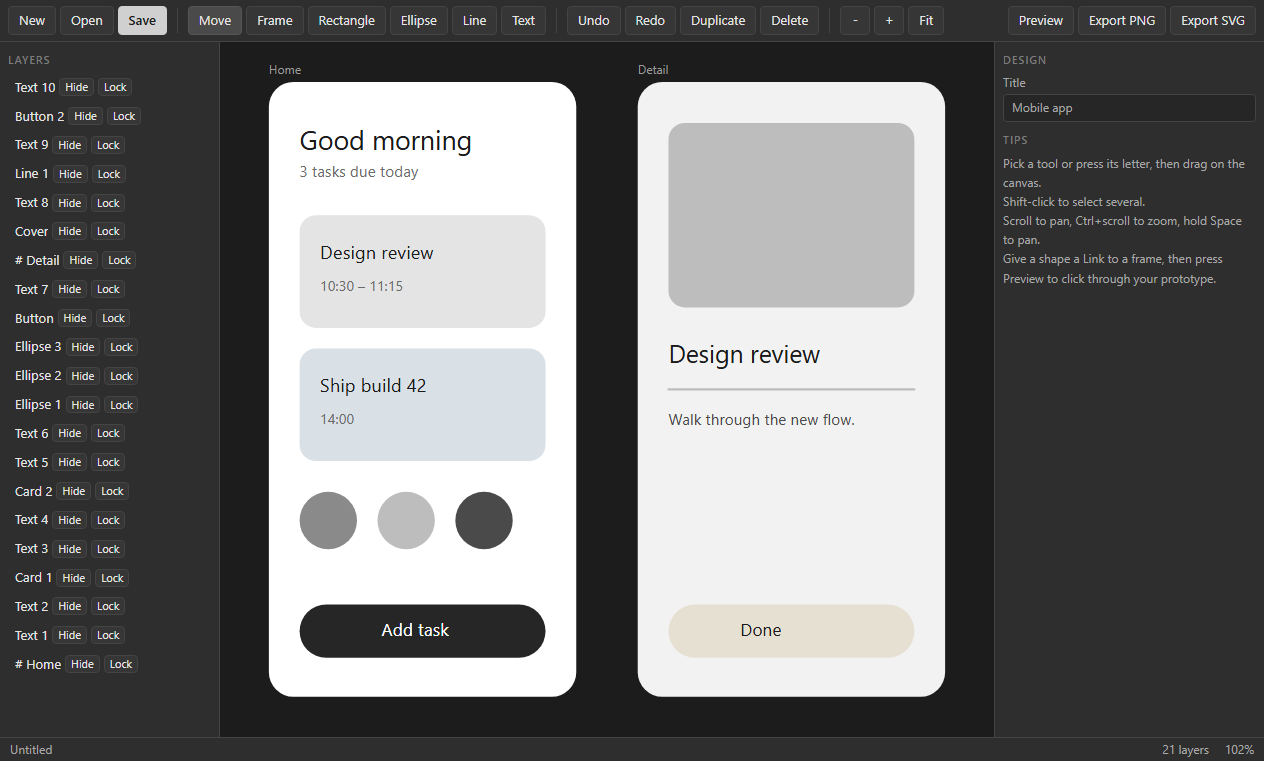 New Open Save Move Frame Rectangle Ellipse Line Text Undo Redo Duplicate Delete - + Fit Preview Export PNG Export SVG
LAYERS
Text 10 Hide Lock
Button 2 Hide Lock
Text 9 Hide Lock
Line 1 Hide Lock
Text 8 Hide Lock
Cover Hide Lock
# Detail Hide Lock
Text 7 Hide Lock
Button Hide Lock
Ellipse 3 Hide Lock
Ellipse 2 Hide Lock
Ellipse 1 Hide Lock
Text 6 Hide Lock
Text 5 Hide Lock
Card 2 Hide Lock
Text 4 Hide Lock
Text 3 Hide Lock
Card 1 Hide Lock
Text 2 Hide Lock
Text 1 Hide Lock
# Home Hide Lock
Home
Good morning
3 tasks due today
Design review
10:30 – 11:15
Ship build 42
14:00
Add task
Detail
Design review
Walk through the new flow.
Done
DESIGN
Title
Mobile app
TIPS
Pick a tool or press its letter, then drag on the
canvas.
Shift-click to select several.
Scroll to pan, Ctrl+scroll to zoom, hold Space
to pan.
Give a shape a Link to a frame, then press
Preview to click through your prototype.
Untitled
21 layers 102%